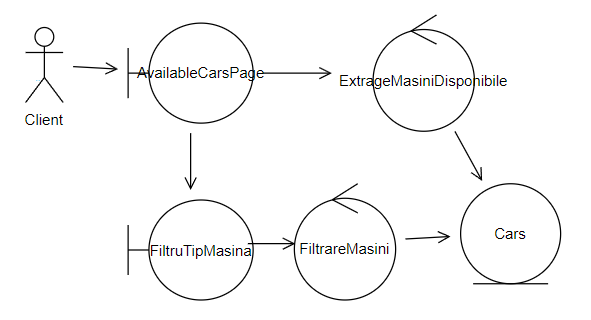 AvailableCarsPage
ExtrageMasiniDisponibile
Client
FiltruTipMasina
FiltrareMasini
Cars